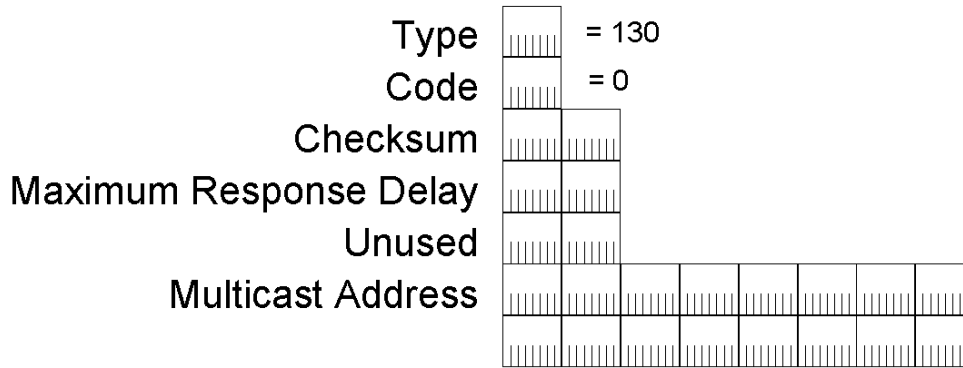 Type = 130
Code = 0
Checksum
Maximum Response Delay
Unused
Multicast Address